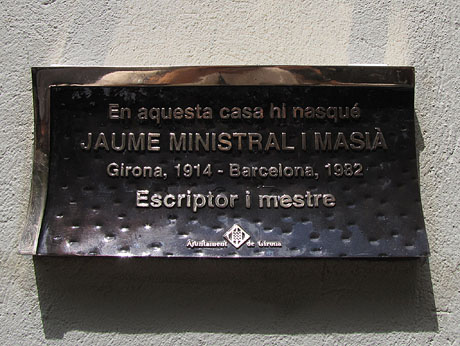 En aquesta casa hi nasqué
JAUME MINISTRAL I MASIÀ
Girona, 1914 - Barcelona, 1982
Escriptor i mestre
Ajuntament de Girona